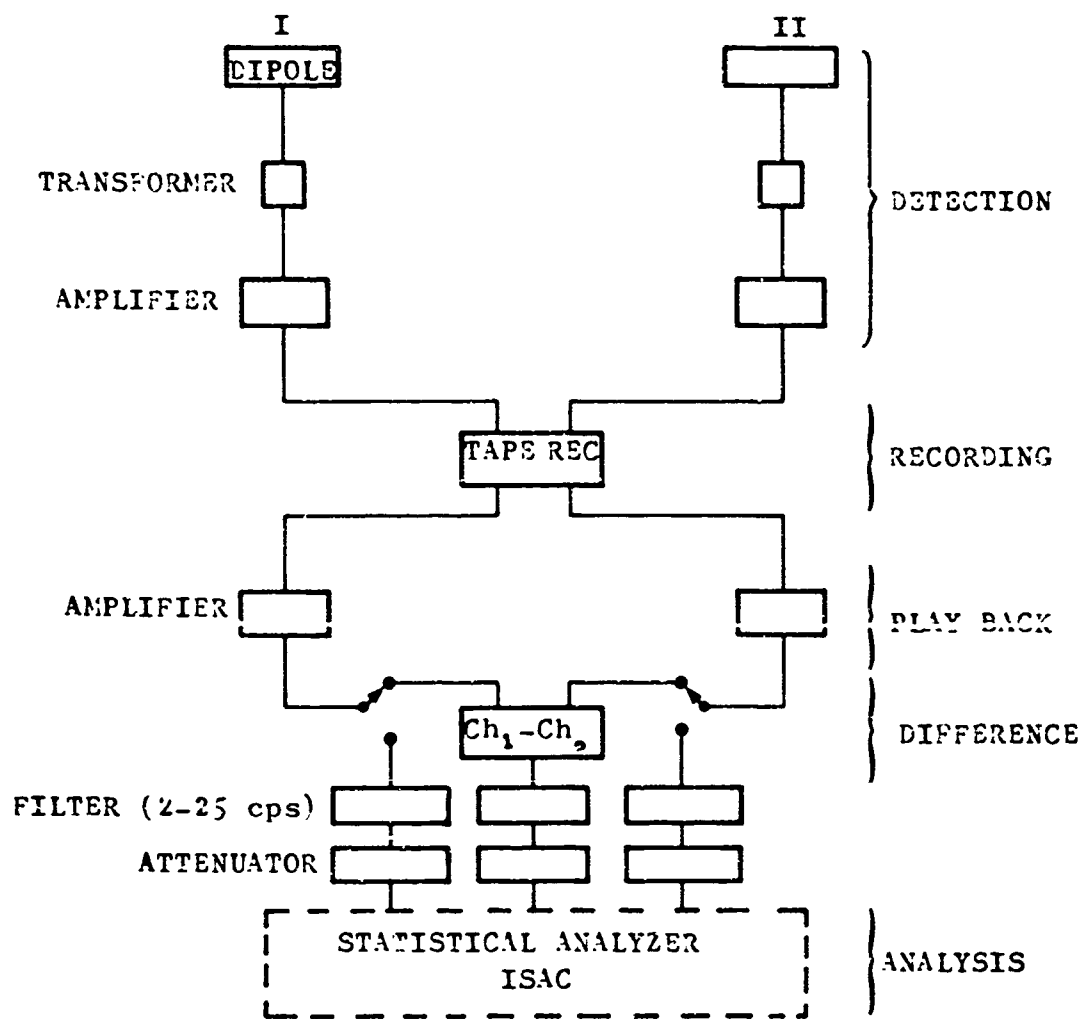 I
II
DIPOLE
TRANSFORMER
DETECTION
AMPLIFIER
TAPE REC
RECORDING
AMPLIFIER
PLAY BACK
Ch₁-Ch₂
DIFFERENCE
FILTER (2-25 cps)
ATTENUATOR
STATISTICAL ANALYZER
ISAC
ANALYSIS